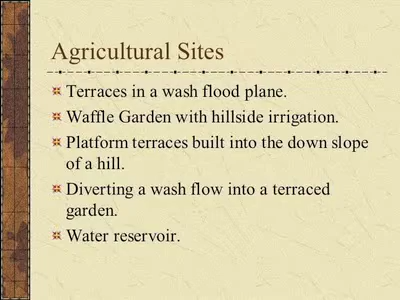 Agricultural Sites
Terraces in a wash flood plane.
Waffle Garden with hillside irrigation.
Platform terraces built into the down slope
of a hill.
Diverting a wash flow into a terraced
garden.
Water reservoir.